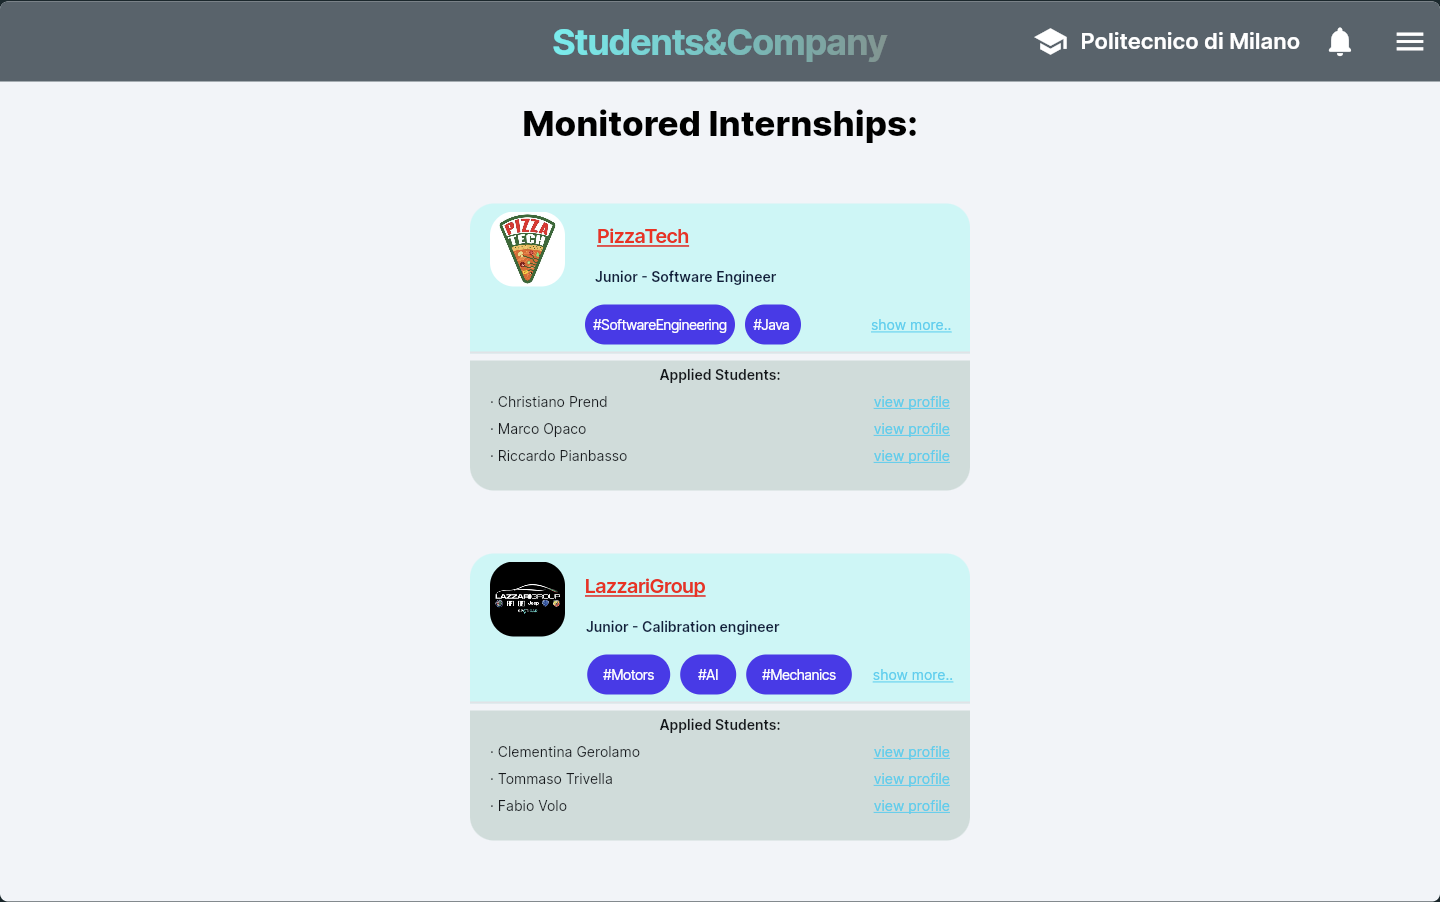 Students&Company
Politecnico di Milano
Monitored Internships:
PIZZA
TECH
PizzaTech
Junior - Software Engineer
#SoftwareEngineering
#Java
show more..
Applied Students:
· Christiano Prend
view profile
· Marco Opaco
view profile
· Riccardo Pianbasso
view profile
LAZZARIGROUP
Jeep
LazzariGroup
Junior - Calibration engineer
#Motors
#AI
#Mechanics
show more..
Applied Students:
· Clementina Gerolamo
view profile
· Tommaso Trivella
view profile
· Fabio Volo
view profile